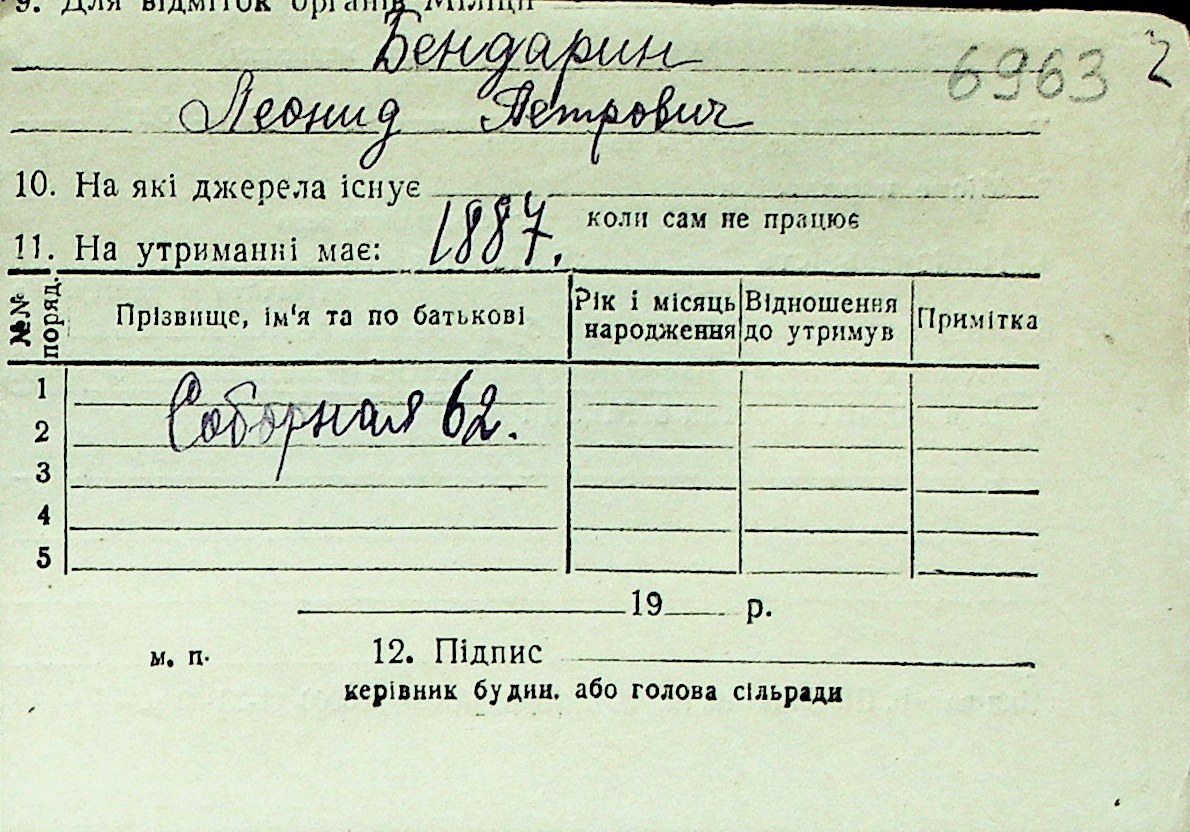 9. Для відміток органів Міліції
Бендарин
6963 2
Леонид Петрович
10. На які джерела існує
коли сам не працює
11. На утриманні має: 1887.
№№ поряд.
Прізвище, ім'я та по батькові
Рік і місяць народження
Відношення до утримув
Примітка
1
Соборная 62.
2
3
4
5
19 р.
м. п.
12. Підпис
керівник будин. або голова сільради